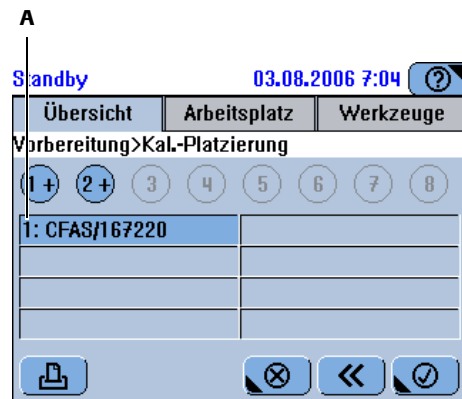 A
Standby 03.08.2006 7:04 ?
Übersicht Arbeitsplatz Werkzeuge
Vorbereitung>Kal.-Platzierung
1+ 2+ 3 4 5 6 7 8
1: CFAS/167220